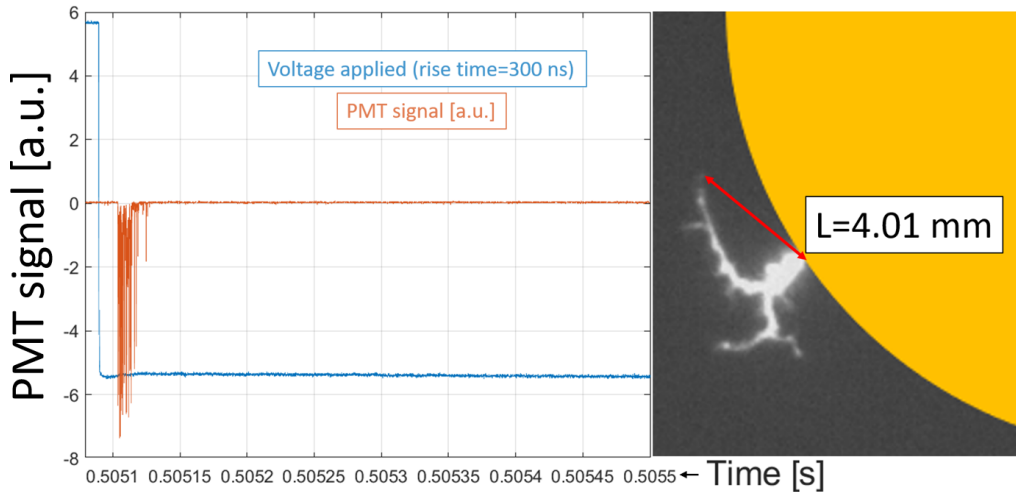 PMT signal [a.u.]
6
4
2
0
-2
-4
-6
-8
Voltage applied (rise time=300 ns)
PMT signal [a.u.]
0.5051 0.50515 0.5052 0.50525 0.5053 0.50535 0.5054 0.50545 0.5055 ← Time [s]
L=4.01 mm